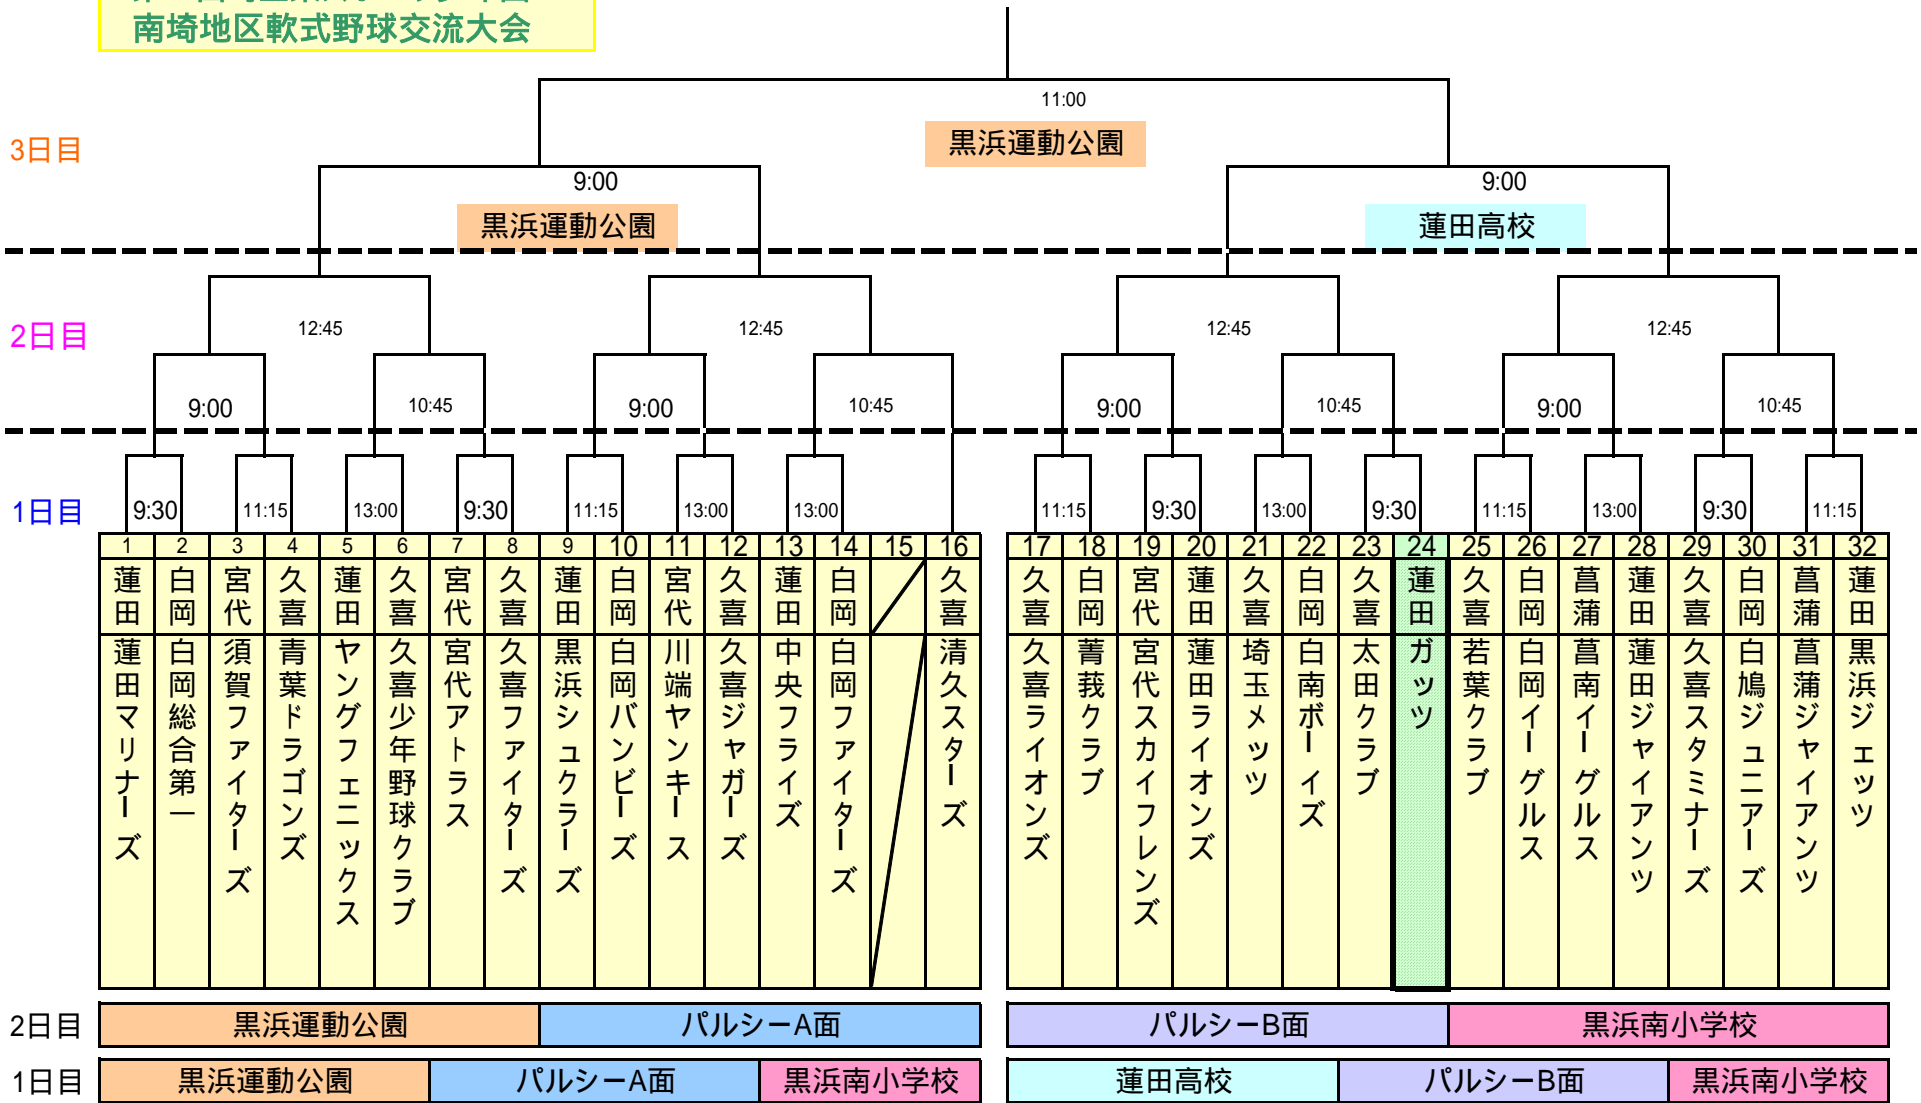 南埼地区軟式野球交流大会
11:00
黒浜運動公園
3日目
9:00
9:00
黒浜運動公園
蓮田高校
2日目
12:45
12:45
12:45
12:45
9:00
10:45
9:00
10:45
9:00
10:45
9:00
10:45
1日目
9:30
11:15
13:00
9:30
11:15
13:00
13:00
11:15
9:30
13:00
9:30
11:15
13:00
9:30
11:15
1 蓮田 蓮田マリナーズ
2 白岡 白岡総合第一
3 宮代 須賀ファイターズ
4 久喜 青葉ドラゴンズ
5 蓮田 ヤングフェニックス
6 久喜 久喜少年野球クラブ
7 宮代 宮代アトラス
8 久喜 久喜ファイターズ
9 蓮田 黒浜シュクラーズ
10 白岡 白岡バンビーズ
11 宮代 川端ヤンキース
12 久喜 久喜ジャガーズ
13 蓮田 中央フライズ
14 白岡 白岡ファイターズ
15
16 久喜 清久スターズ
17 久喜 久喜ライオンズ
18 白岡 菁莪クラブ
19 宮代 宮代スカイフレンズ
20 蓮田 蓮田ライオンズ
21 久喜 埼玉メッツ
22 白岡 白南ボーイズ
23 久喜 太田クラブ
24 蓮田 ガッツ
25 久喜 若葉クラブ
26 白岡 白岡イーグルス
27 菖蒲 菖南イーグルス
28 蓮田 蓮田ジャイアンツ
29 久喜 久喜スタミナーズ
30 白岡 白鳩ジュニアーズ
31 菖蒲 菖蒲ジャイアンツ
32 蓮田 黒浜ジェッツ
2日目 黒浜運動公園 パルシーA面 パルシーB面 黒浜南小学校
1日目 黒浜運動公園 パルシーA面 黒浜南小学校 蓮田高校 パルシーB面 黒浜南小学校